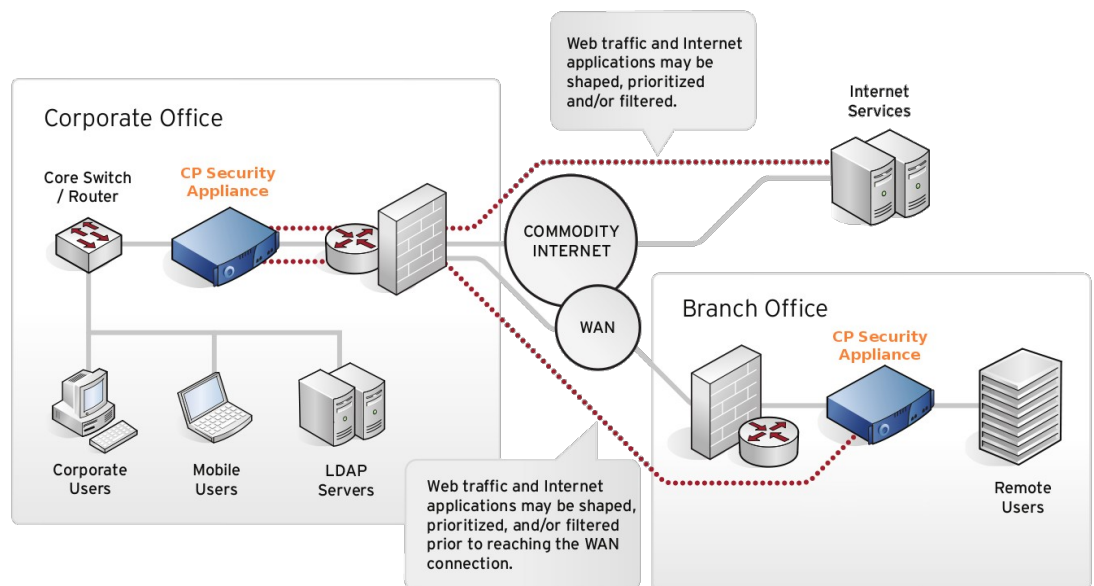 Web traffic and Internet
applications may be
shaped, prioritized
and/or filtered.
Internet
Services
Corporate Office
Core Switch
/ Router
CP Security
Appliance
COMMODITY
INTERNET
WAN
Branch Office
CP Security
Appliance
Corporate
Users
Mobile
Users
LDAP
Servers
Web traffic and Internet
applications may be shaped,
prioritized, and/or filtered
prior to reaching the WAN
connection.
Remote
Users